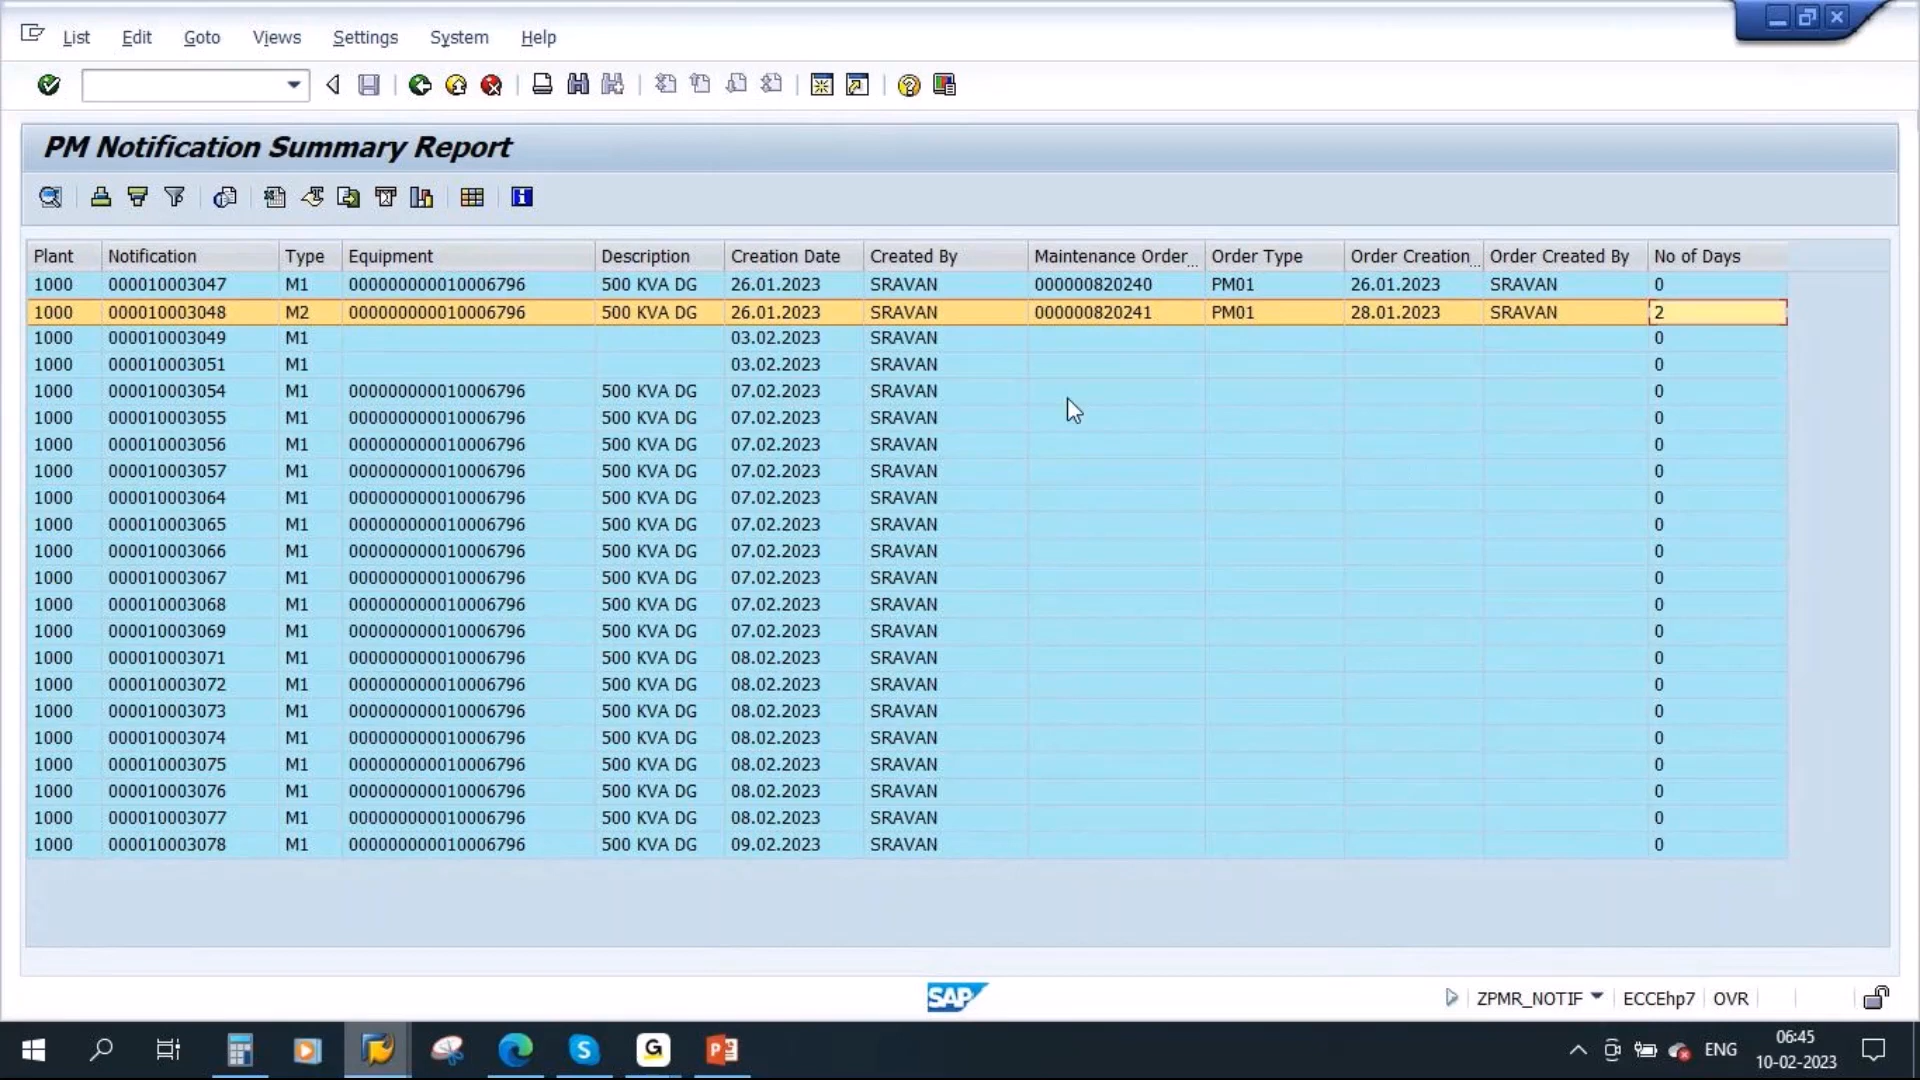 List Edit Goto Views Settings System Help
PM Notification Summary Report
Plant Notification Type Equipment Description Creation Date Created By Maintenance Order... Order Type Order Creation... Order Created By No of Days
1000 000010003047 M1 000000000010006796 500 KVA DG 26.01.2023 SRAVAN 000000820240 PM01 26.01.2023 SRAVAN 0
1000 000010003048 M2 000000000010006796 500 KVA DG 26.01.2023 SRAVAN 000000820241 PM01 28.01.2023 SRAVAN 2
1000 000010003049 M1 03.02.2023 SRAVAN 0
1000 000010003051 M1 03.02.2023 SRAVAN 0
1000 000010003054 M1 000000000010006796 500 KVA DG 07.02.2023 SRAVAN 0
1000 000010003055 M1 000000000010006796 500 KVA DG 07.02.2023 SRAVAN 0
1000 000010003056 M1 000000000010006796 500 KVA DG 07.02.2023 SRAVAN 0
1000 000010003057 M1 000000000010006796 500 KVA DG 07.02.2023 SRAVAN 0
1000 000010003064 M1 000000000010006796 500 KVA DG 07.02.2023 SRAVAN 0
1000 000010003065 M1 000000000010006796 500 KVA DG 07.02.2023 SRAVAN 0
1000 000010003066 M1 000000000010006796 500 KVA DG 07.02.2023 SRAVAN 0
1000 000010003067 M1 000000000010006796 500 KVA DG 07.02.2023 SRAVAN 0
1000 000010003068 M1 000000000010006796 500 KVA DG 07.02.2023 SRAVAN 0
1000 000010003069 M1 000000000010006796 500 KVA DG 07.02.2023 SRAVAN 0
1000 000010003071 M1 000000000010006796 500 KVA DG 08.02.2023 SRAVAN 0
1000 000010003072 M1 000000000010006796 500 KVA DG 08.02.2023 SRAVAN 0
1000 000010003073 M1 000000000010006796 500 KVA DG 08.02.2023 SRAVAN 0
1000 000010003074 M1 000000000010006796 500 KVA DG 08.02.2023 SRAVAN 0
1000 000010003075 M1 000000000010006796 500 KVA DG 08.02.2023 SRAVAN 0
1000 000010003076 M1 000000000010006796 500 KVA DG 08.02.2023 SRAVAN 0
1000 000010003077 M1 000000000010006796 500 KVA DG 08.02.2023 SRAVAN 0
1000 000010003078 M1 000000000010006796 500 KVA DG 09.02.2023 SRAVAN 0
SAP ZPMR_NOTIF ECCEhp7 OVR
ENG 06:45
10-02-2023